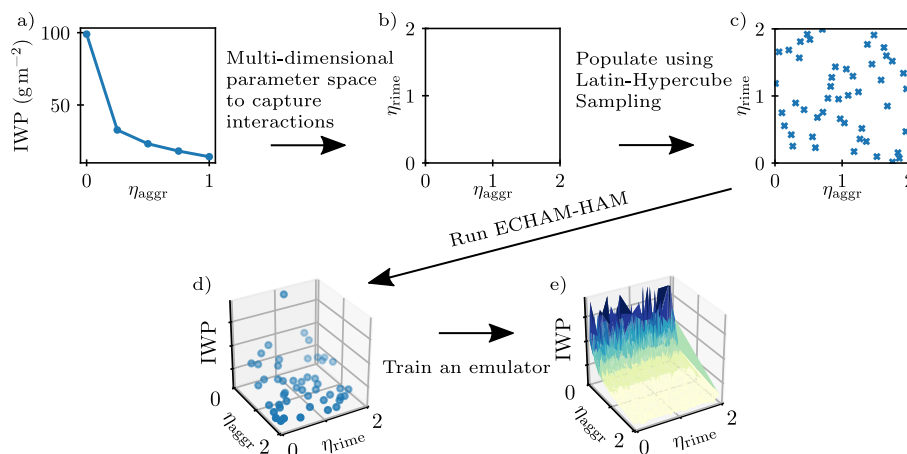 a)
IWP (g m⁻²)
100
50
0
1
η_aggr
Multi-dimensional
parameter space
to capture
interactions
b)
2
1
0
η_rime
0
1
2
η_aggr
Populate using
Latin-Hypercube
Sampling
c)
2
1
0
η_rime
0
1
2
η_aggr
Run ECHAM-HAM
d)
IWP
0
η_aggr
2
0
η_rime
2
Train an emulator
e)
IWP
0
η_aggr
2
0
η_rime
2